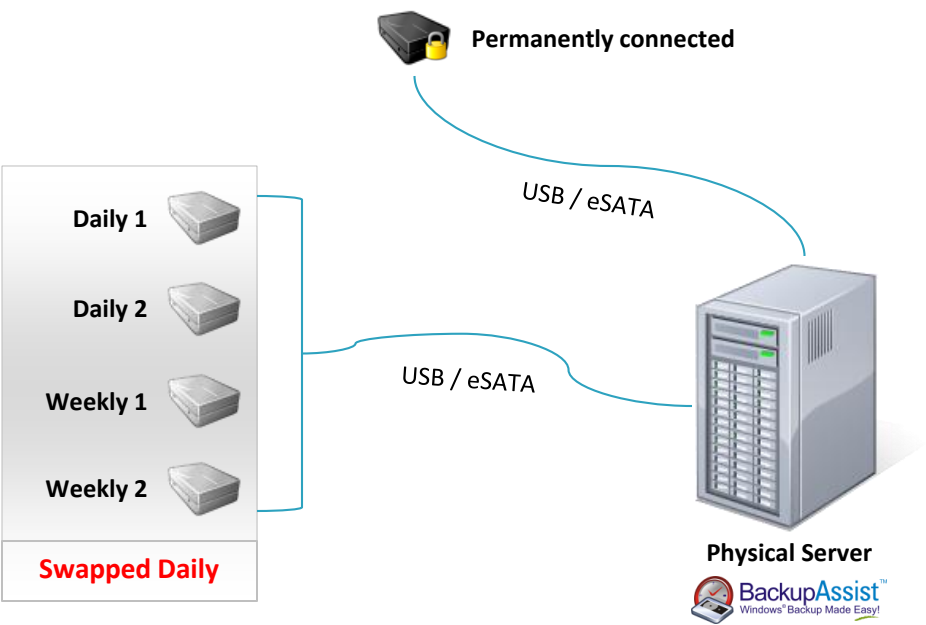 Permanently connected
USB / eSATA
Daily 1
Daily 2
USB / eSATA
Weekly 1
Weekly 2
Swapped Daily
Physical Server
BackupAssist™
Windows® Backup Made Easy!